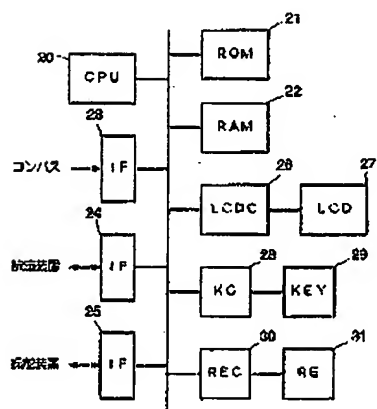 21
20
ROM
CPU
22
23
RAM
コンパス
IF
26
27
24
LCDC
LCD
IF
28
29
25
KC
KEY
IF
30
31
REC
RE